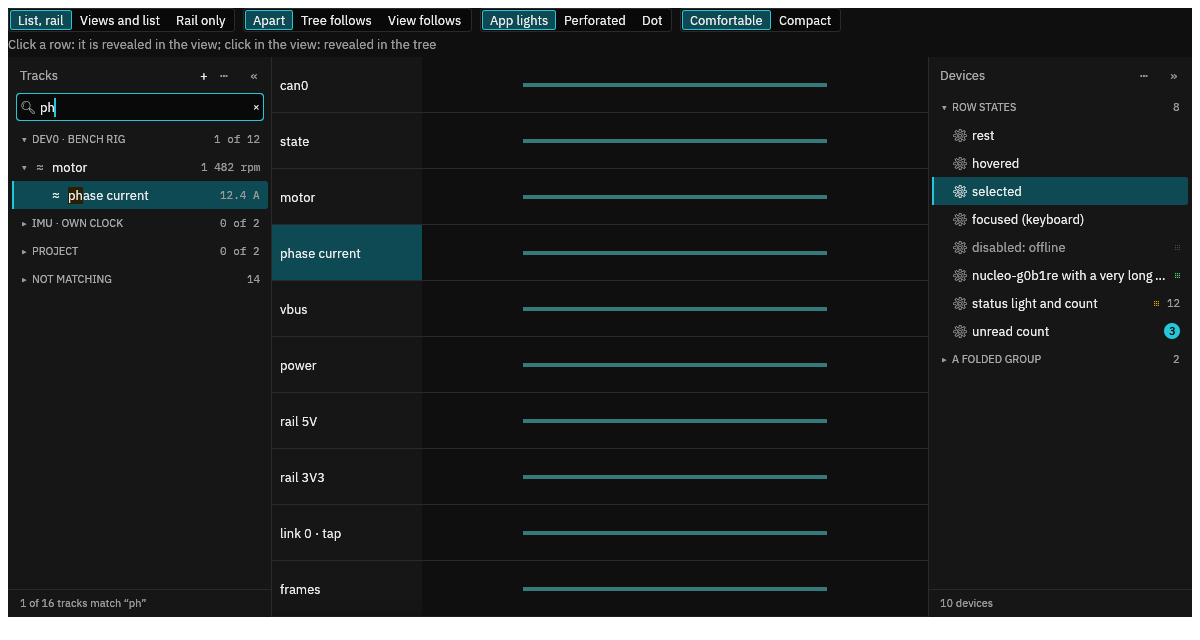 List, rail Views and list Rail only Apart Tree follows View follows App lights Perforated Dot Comfortable Compact
Click a row: it is revealed in the view; click in the view: revealed in the tree
Tracks + ··· «
ph ×
DEV0 · BENCH RIG 1 of 12
≈ motor 1 482 rpm
≈ phase current 12.4 A
IMU · OWN CLOCK 0 of 2
PROJECT 0 of 2
NOT MATCHING 14
1 of 16 tracks match “ph”
can0
state
motor
phase current
vbus
power
rail 5V
rail 3V3
link 0 · tap
frames
Devices ··· »
ROW STATES 8
rest
hovered
selected
focused (keyboard)
disabled: offline
nucleo-g0b1re with a very long ...
status light and count 12
unread count 3
A FOLDED GROUP 2
10 devices